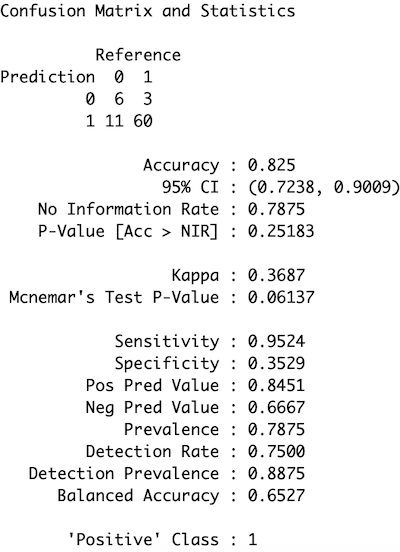 Confusion Matrix and Statistics
Reference
Prediction 0 1
0 6 3
1 11 60
Accuracy : 0.825
95% CI : (0.7238, 0.9009)
No Information Rate : 0.7875
P-Value [Acc > NIR] : 0.25183
Kappa : 0.3687
Mcnemar's Test P-Value : 0.06137
Sensitivity : 0.9524
Specificity : 0.3529
Pos Pred Value : 0.8451
Neg Pred Value : 0.6667
Prevalence : 0.7875
Detection Rate : 0.7500
Detection Prevalence : 0.8875
Balanced Accuracy : 0.6527
'Positive' Class : 1